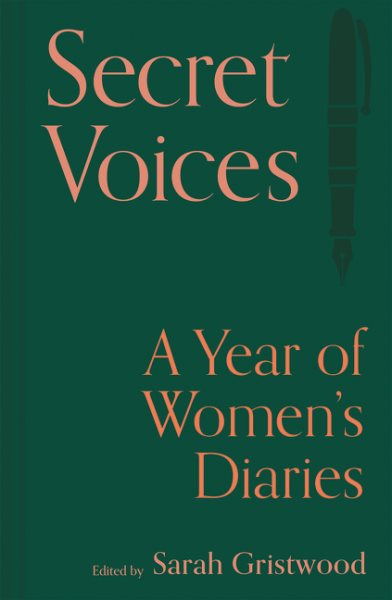 Secret
Voices
A Year of
Women's
Diaries
Edited by Sarah Gristwood